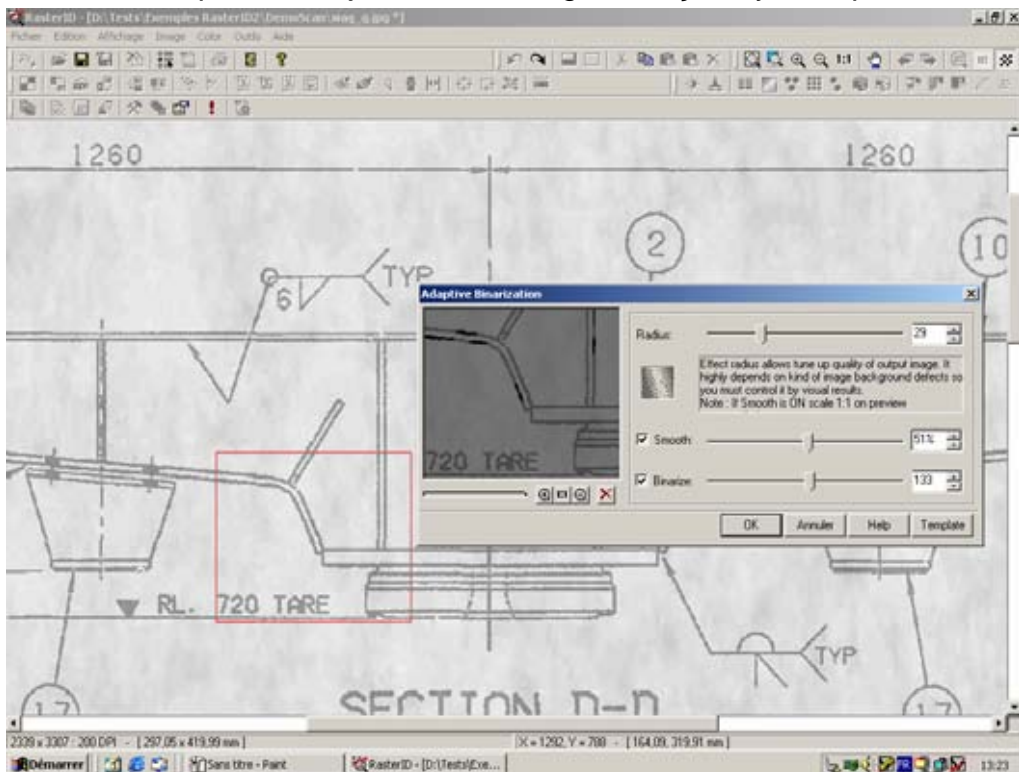 RasterID - [D:\Tests\Exemples RasterID2\DemoScan\wag_g.jpg *]
Fichier Edition Affichage Image Color Outils Aide
1:1
1260
1260
2
10
TYP
6
Adaptive Binarization
Radius:
29
Effect radius allows tune up quality of output image. It
highly depends on kind of image background defects so
you must control it by visual results.
Note : If Smooth is ON scale 1:1 on preview
Smooth:
51%
720 TARE
Binarize:
133
OK Annuler Help Template
RL. 720 TARE
TYP
17
SECTION D-D
17
2339 x 3307 : 200 DPI - [ 297,05 x 419,99 mm ]
X = 1292, Y = 788 - [ 164,09, 319,91 mm ]
Démarrer
Sans titre - Paint
RasterID - [D:\Tests\Exe...
13:23